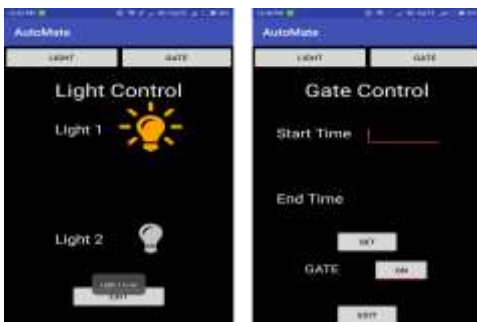 AutoMate
LIGHT GATE
Light Control
Light 1
Light 2
EXIT
AutoMate
LIGHT GATE
Gate Control
Start Time
End Time
SET
GATE ON
EXIT